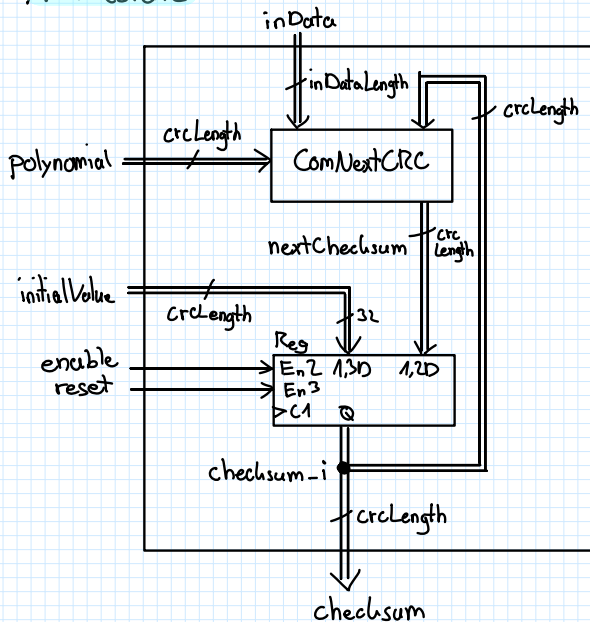 inData
inDataLength
crcLength
crcLength
polynomial
ComNextCRC
nextChecksum
crc
Length
initialValue
crcLength
32
Reg
enable
En2 1,3D 1,2D
reset
En3
>C1 Q
checksum_i
crcLength
checksum